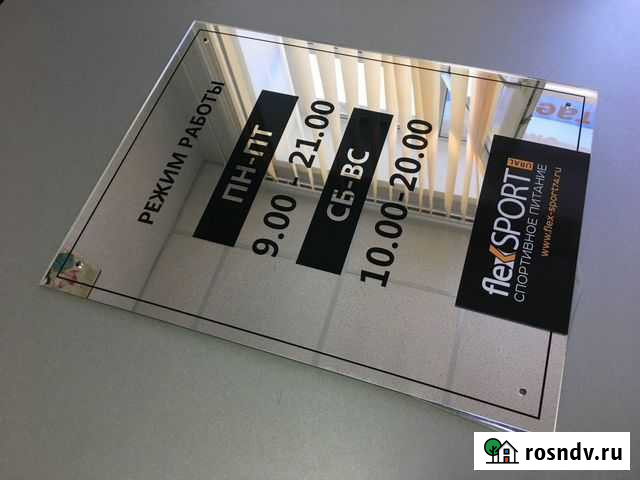 РЕЖИМ РАБОТЫ
ПН-ПТ
9.00 - 21.00
СБ-ВС
10.00-20.00
flexSPORT
URAL
СПОРТИВНОЕ ПИТАНИЕ
www.flex-sport74.ru
rosndv.ru